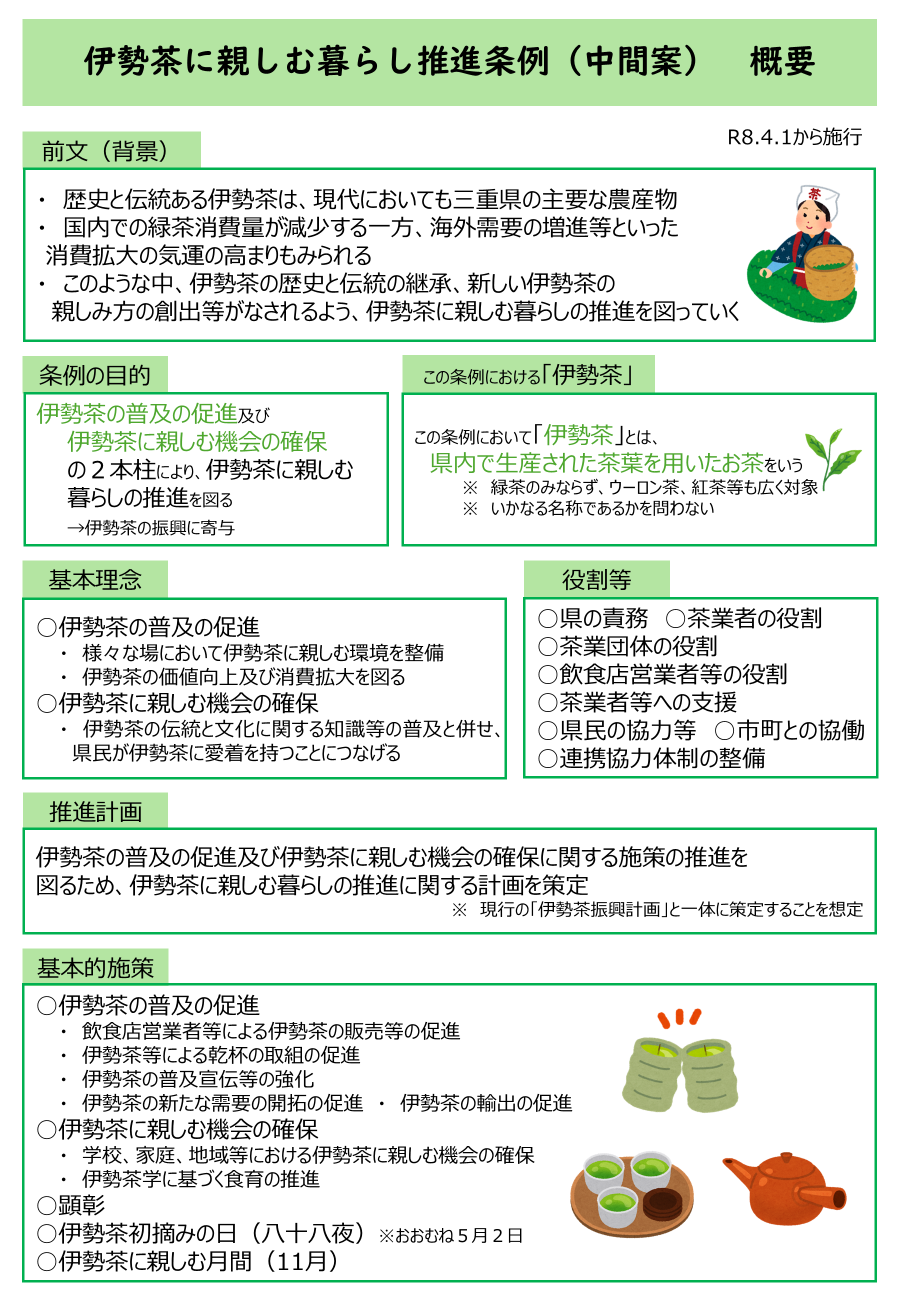 伊勢茶に親しむ暮らし推進条例（中間案）　概要
R8.4.1から施行
前文（背景）
・ 歴史と伝統ある伊勢茶は、現代においても三重県の主要な農産物
・ 国内での緑茶消費量が減少する一方、海外需要の増進等といった
消費拡大の気運の高まりもみられる
・ このような中、伊勢茶の歴史と伝統の継承、新しい伊勢茶の
親しみ方の創出等がなされるよう、伊勢茶に親しむ暮らしの推進を図っていく
茶
条例の目的
伊勢茶の普及の促進及び
伊勢茶に親しむ機会の確保
の２本柱により、伊勢茶に親しむ
暮らしの推進を図る
→伊勢茶の振興に寄与
この条例における「伊勢茶」
この条例において「伊勢茶」とは、
県内で生産された茶葉を用いたお茶をいう
※ 緑茶のみならず、ウーロン茶、紅茶等も広く対象
※ いかなる名称であるかを問わない
基本理念
○伊勢茶の普及の促進
・ 様々な場において伊勢茶に親しむ環境を整備
・ 伊勢茶の価値向上及び消費拡大を図る
○伊勢茶に親しむ機会の確保
・ 伊勢茶の伝統と文化に関する知識等の普及と併せ、
県民が伊勢茶に愛着を持つことにつなげる
役割等
○県の責務　○茶業者の役割
○茶業団体の役割
○飲食店営業者等の役割
○茶業者等への支援
○県民の協力等　○市町との協働
○連携協力体制の整備
推進計画
伊勢茶の普及の促進及び伊勢茶に親しむ機会の確保に関する施策の推進を
図るため、伊勢茶に親しむ暮らしの推進に関する計画を策定
※ 現行の「伊勢茶振興計画」と一体に策定することを想定
基本的施策
○伊勢茶の普及の促進
・ 飲食店営業者等による伊勢茶の販売等の促進
・ 伊勢茶等による乾杯の取組の促進
・ 伊勢茶の普及宣伝等の強化
・ 伊勢茶の新たな需要の開拓の促進 ・ 伊勢茶の輸出の促進
○伊勢茶に親しむ機会の確保
・ 学校、家庭、地域等における伊勢茶に親しむ機会の確保
・ 伊勢茶学に基づく食育の推進
○顕彰
○伊勢茶初摘みの日（八十八夜）※おおむね５月２日
○伊勢茶に親しむ月間（11月）